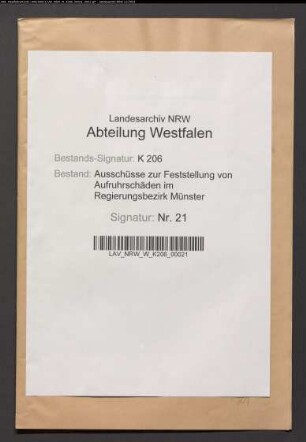 Landesarchiv NRW
Abteilung Westfalen
Bestands-Signatur: K 206
Bestand: Ausschüsse zur Feststellung von
Aufruhrschäden im
Regierungsbezirk Münster
Signatur: Nr. 21
LAV_NRW_W_K206_00021